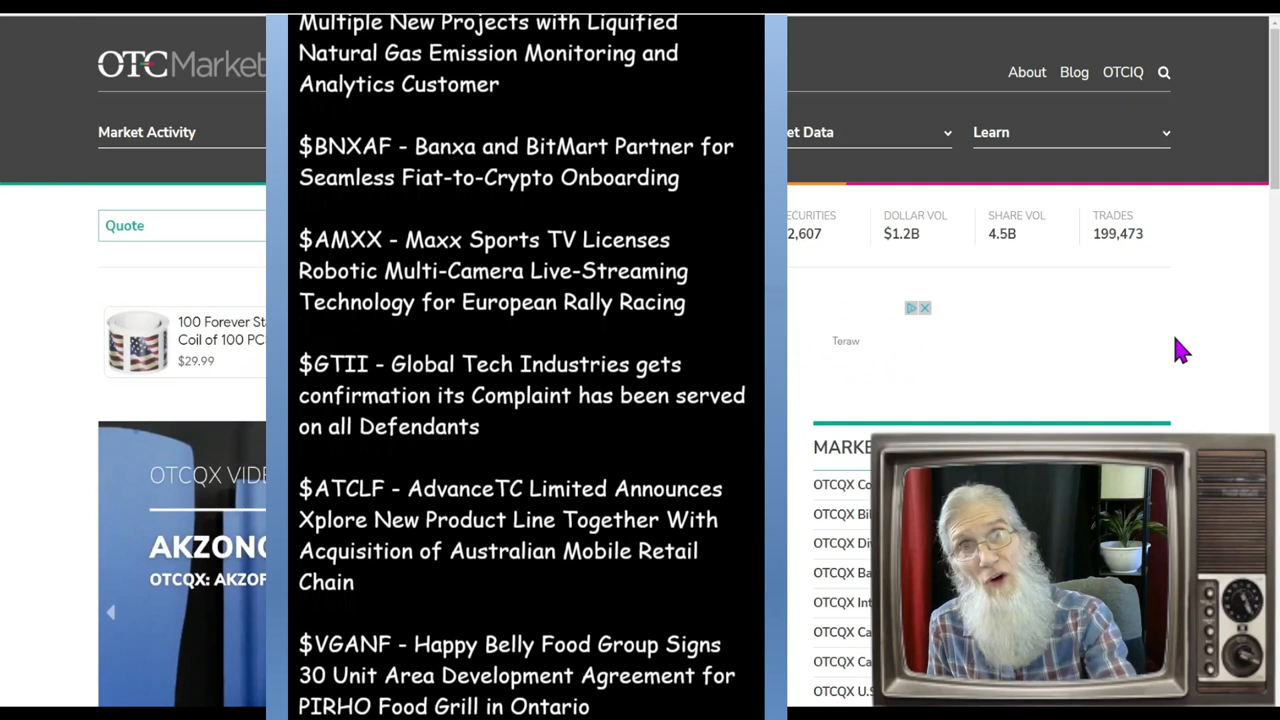 OTCMarket
About Blog OTCIQ
Market Activity
et Data
Learn
Quote
ECURITIES
2,607
DOLLAR VOL
$1.2B
SHARE VOL
4.5B
TRADES
199,473
100 Forever St
Coil of 100 PC
$29.99
Teraw
OTCQX VIDE
AKZONO
OTCQX: AKZOF
Multiple New Projects with Liquified
Natural Gas Emission Monitoring and
Analytics Customer
$BNXAF - Banxa and BitMart Partner for
Seamless Fiat-to-Crypto Onboarding
$AMXX - Maxx Sports TV Licenses
Robotic Multi-Camera Live-Streaming
Technology for European Rally Racing
$GTII - Global Tech Industries gets
confirmation its Complaint has been served
on all Defendants
$ATCLF - AdvanceTC Limited Announces
Xplore New Product Line Together With
Acquisition of Australian Mobile Retail
Chain
$VGANF - Happy Belly Food Group Signs
30 Unit Area Development Agreement for
PIRHO Food Grill in Ontario
MARKE
OTCQX Co
OTCQX Bil
OTCQX Di
OTCQX Ba
OTCQX Int
OTCQX Ca
OTCQX Ca
OTCQX U.S